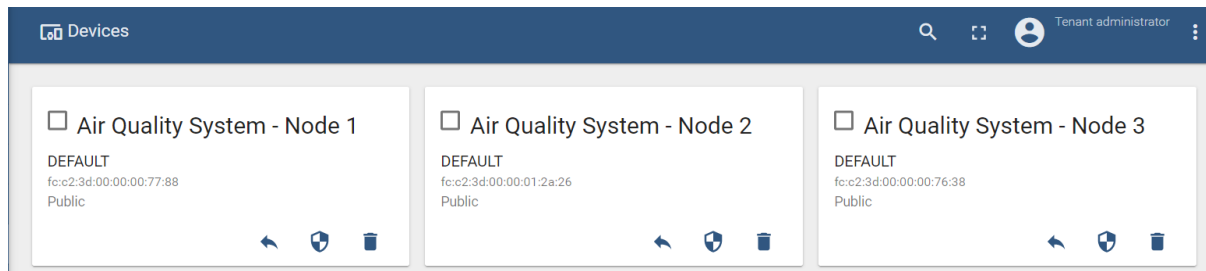 Devices
Tenant administrator
Air Quality System - Node 1
DEFAULT
fc:c2:3d:00:00:00:77:88
Public
Air Quality System - Node 2
DEFAULT
fc:c2:3d:00:00:01:2a:26
Public
Air Quality System - Node 3
DEFAULT
fc:c2:3d:00:00:00:76:38
Public